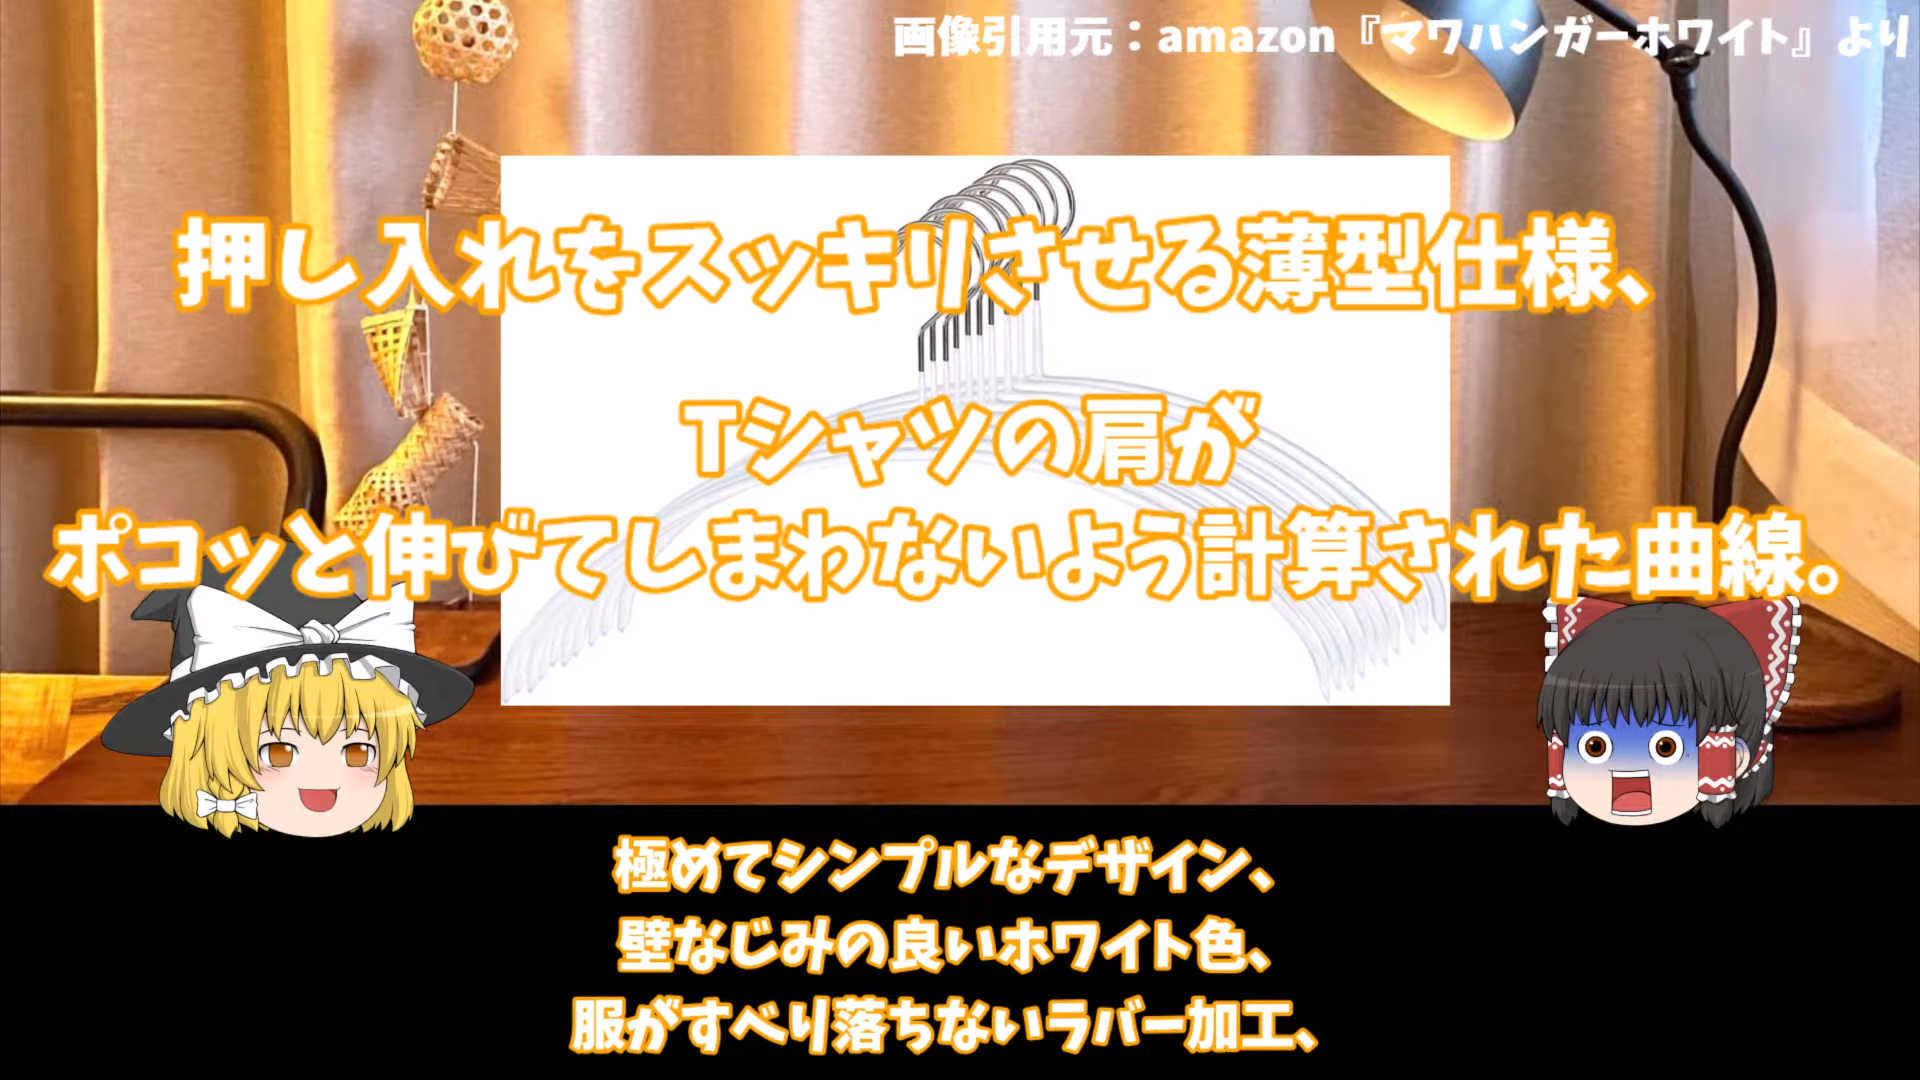 画像引用元：amazon『マワハンガーホワイト』より
押し入れをスッキリさせる薄型仕様、
Tシャツの肩が
ポコッと伸びてしまわないよう計算された曲線。
極めてシンプルなデザイン、
壁なじみの良いホワイト色、
服がすべり落ちないラバー加工、